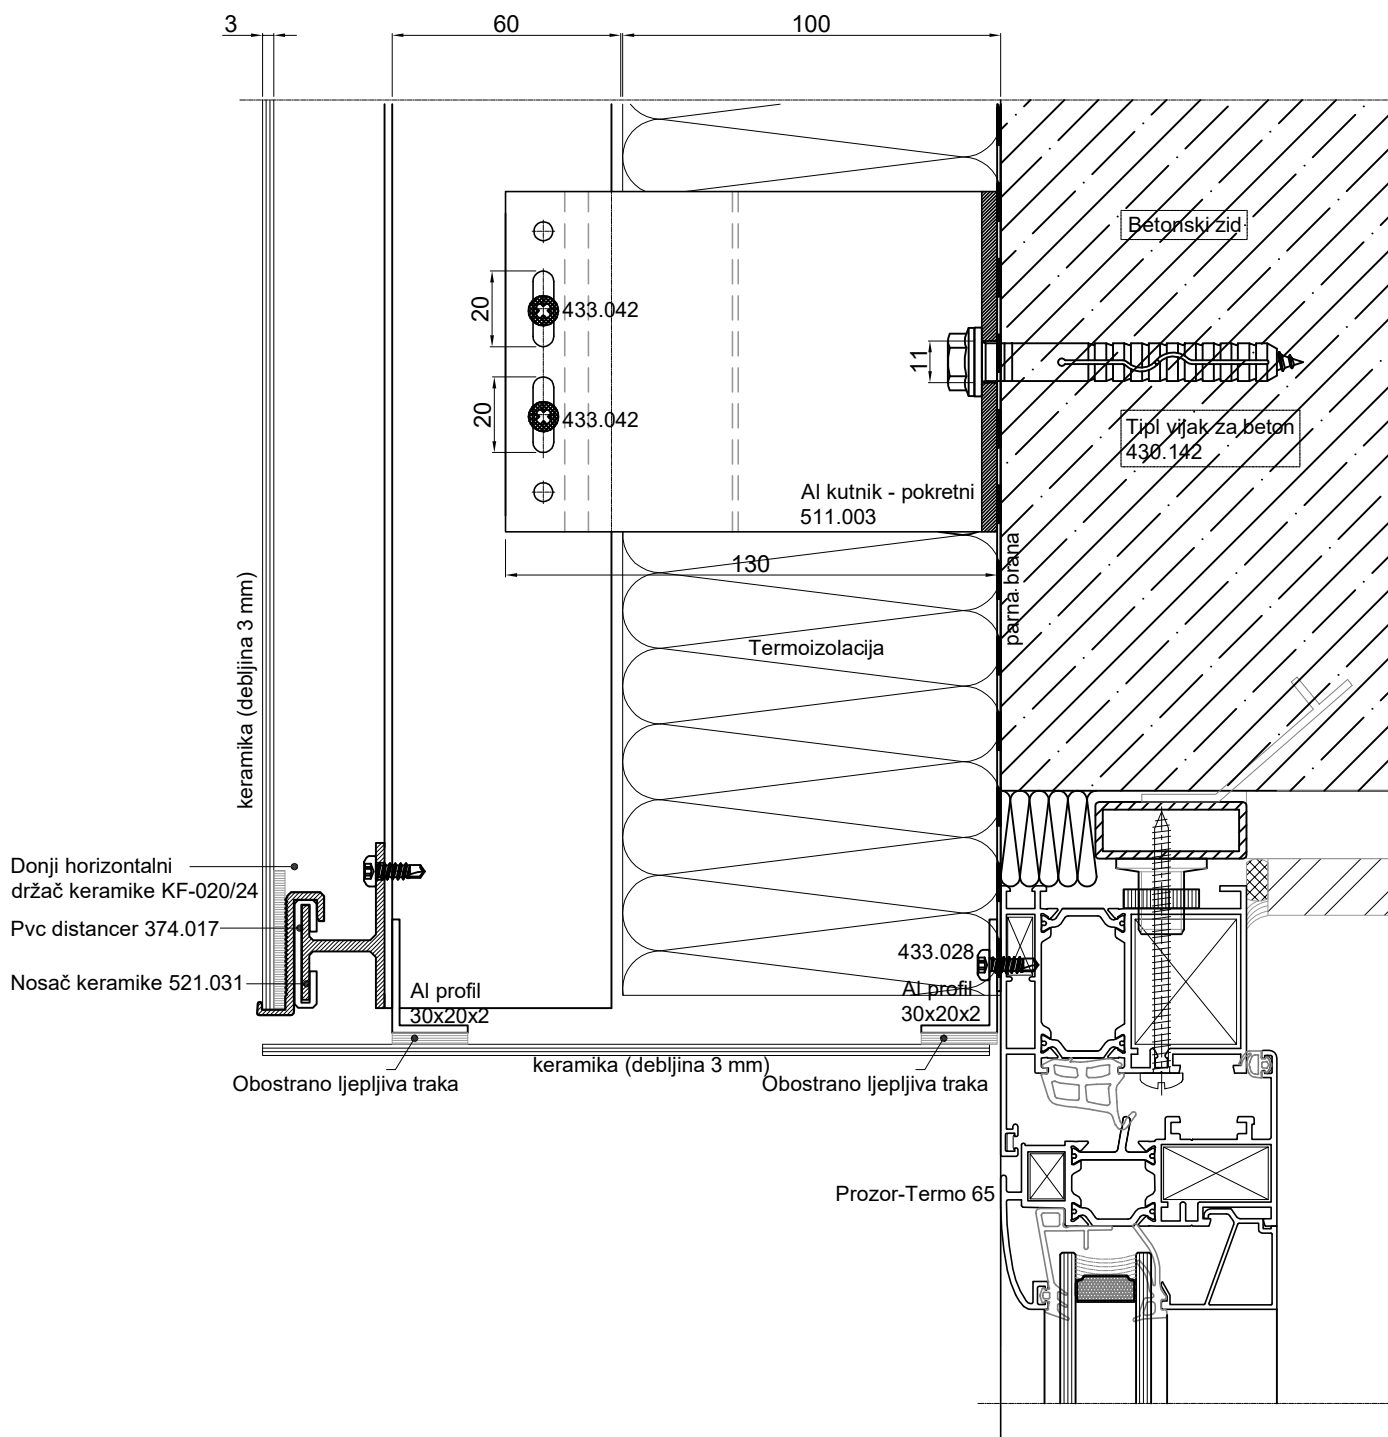 3
60
100
Betonski zid
20
433.042
11
20
433.042
Tipl vijak za beton
430.142
Al kutnik - pokretni
511.003
130
parna brana
keramika (debljina 3 mm)
Termoizolacija
Donji horizontalni
držač keramike KF-020/24
Pvc distancer 374.017
Nosač keramike 521.031
433.028
Al profil
30x20x2
Al profil
30x20x2
keramika (debljina 3 mm)
Obostrano ljepljiva traka
Obostrano ljepljiva traka
Prozor-Termo 65